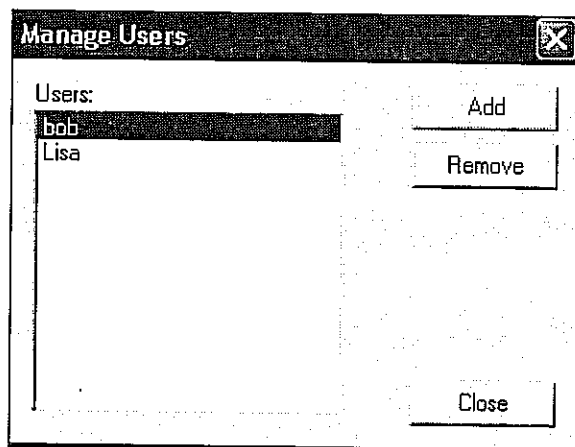 Manage Users
Users:
Add
bob
Lisa
Remove
Close